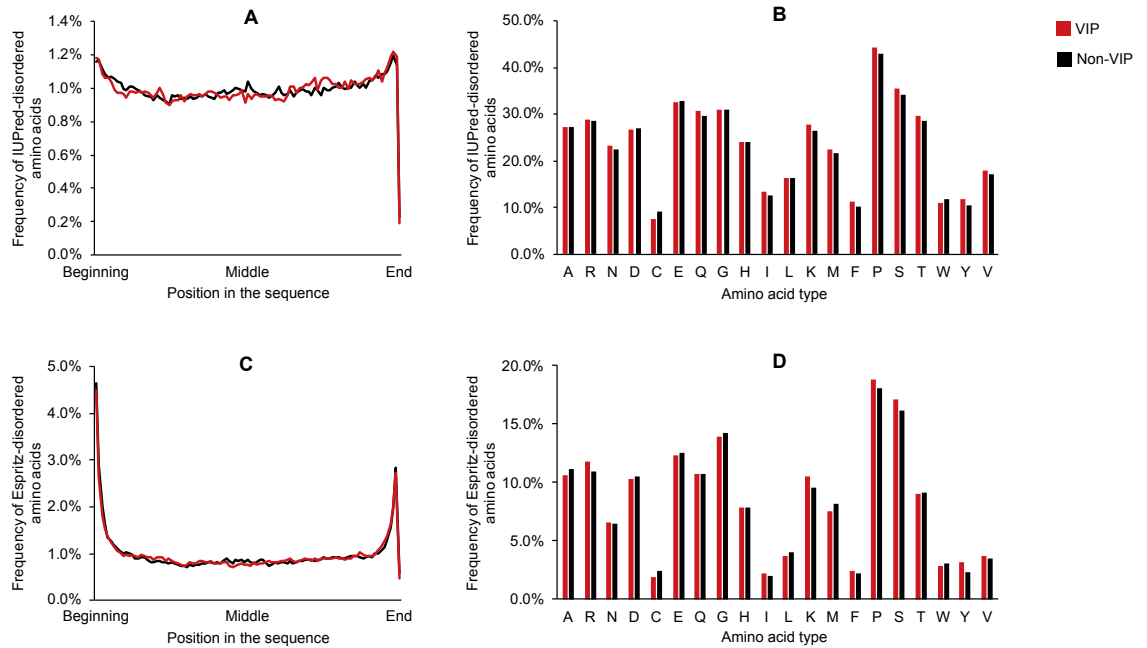 A
1.4%
1.2%
1.0%
0.8%
0.6%
0.4%
0.2%
0.0%
Frequency of IUPred-disordered
amino acids
Beginning Middle End
Position in the sequence
B
50.0%
40.0%
30.0%
20.0%
10.0%
0.0%
Frequency of IUPred-disordered
amino acids
A R N D C E Q G H I L K M F P S T W Y V
Amino acid type
VIP
Non-VIP
C
5.0%
4.0%
3.0%
2.0%
1.0%
0.0%
Frequency of Espritz-disordered
amino acids
Beginning Middle End
Position in the sequence
D
20.0%
15.0%
10.0%
5.0%
0.0%
Frequency of Espritz-disordered
amino acids
A R N D C E Q G H I L K M F P S T W Y V
Amino acid type